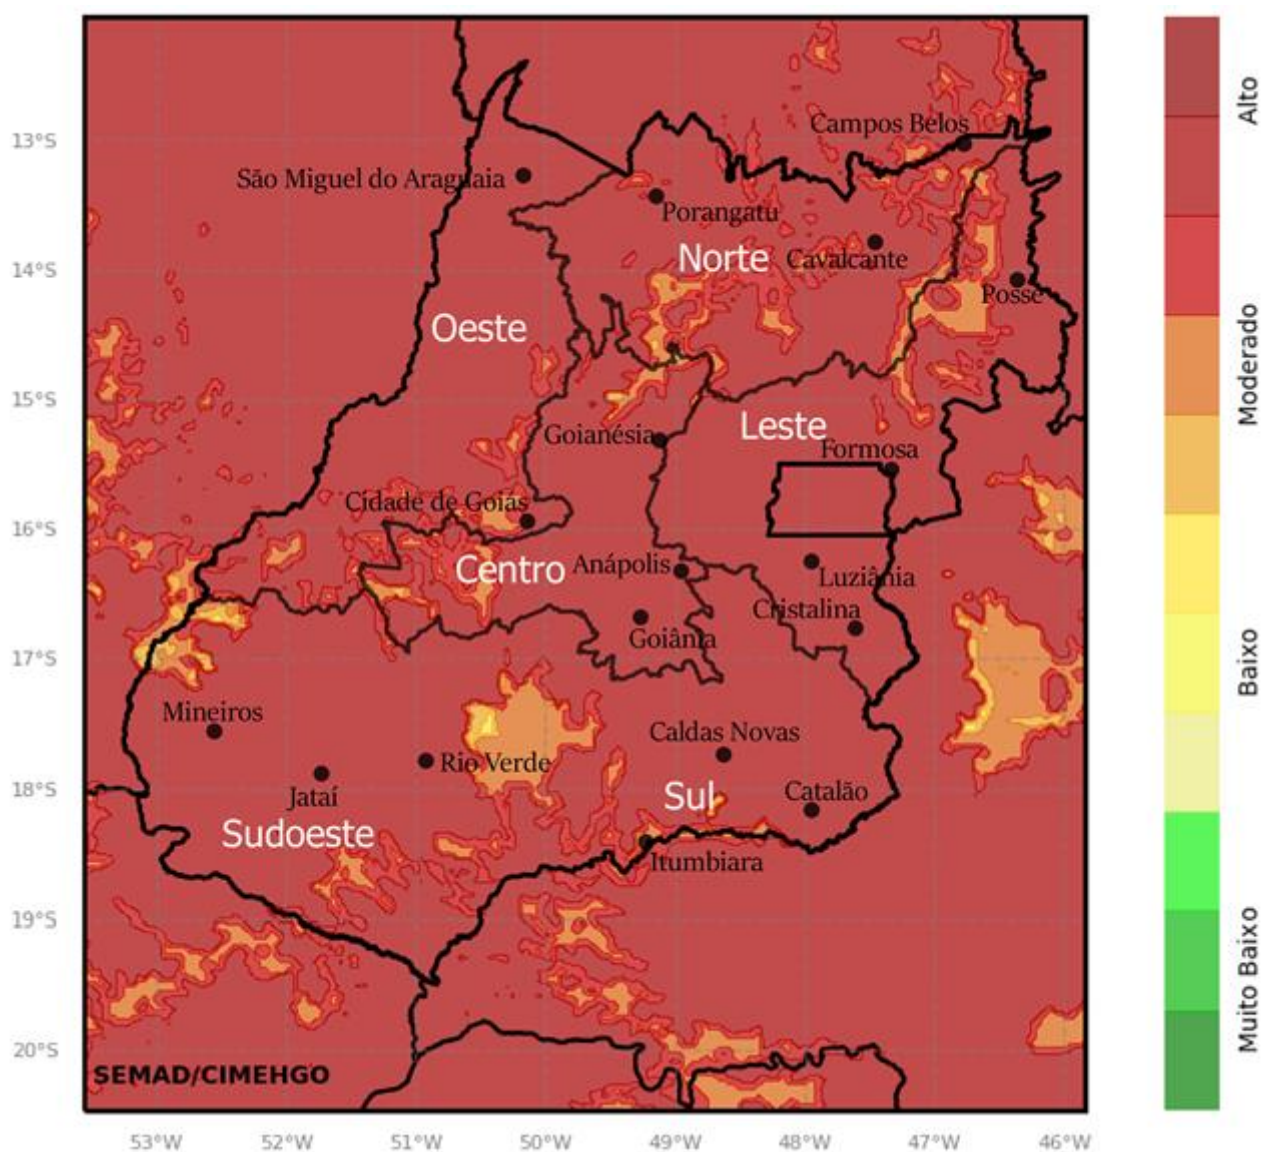 Campos Belos
13°S
São Miguel do Araguaia
Porangatu
Norte
Cavalcante
14°S
Posse
Oeste
15°S
Leste
Goianésia
Formosa
Cidade de Goiás
16°S
Centro
Anápolis
Luziânia
Cristalina
Goiânia
17°S
Mineiros
Caldas Novas
Rio Verde
18°S
Jataí
Sul
Catalão
Sudoeste
Itumbiara
19°S
20°S
SEMAD/CIMEHGO
53°W 52°W 51°W 50°W 49°W 48°W 47°W 46°W
Alto
Moderado
Baixo
Muito Baixo